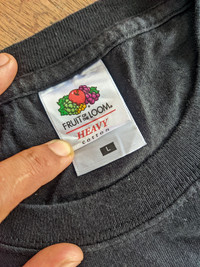 FRUIT OF THE LOOM®
HEAVY
cotton
L